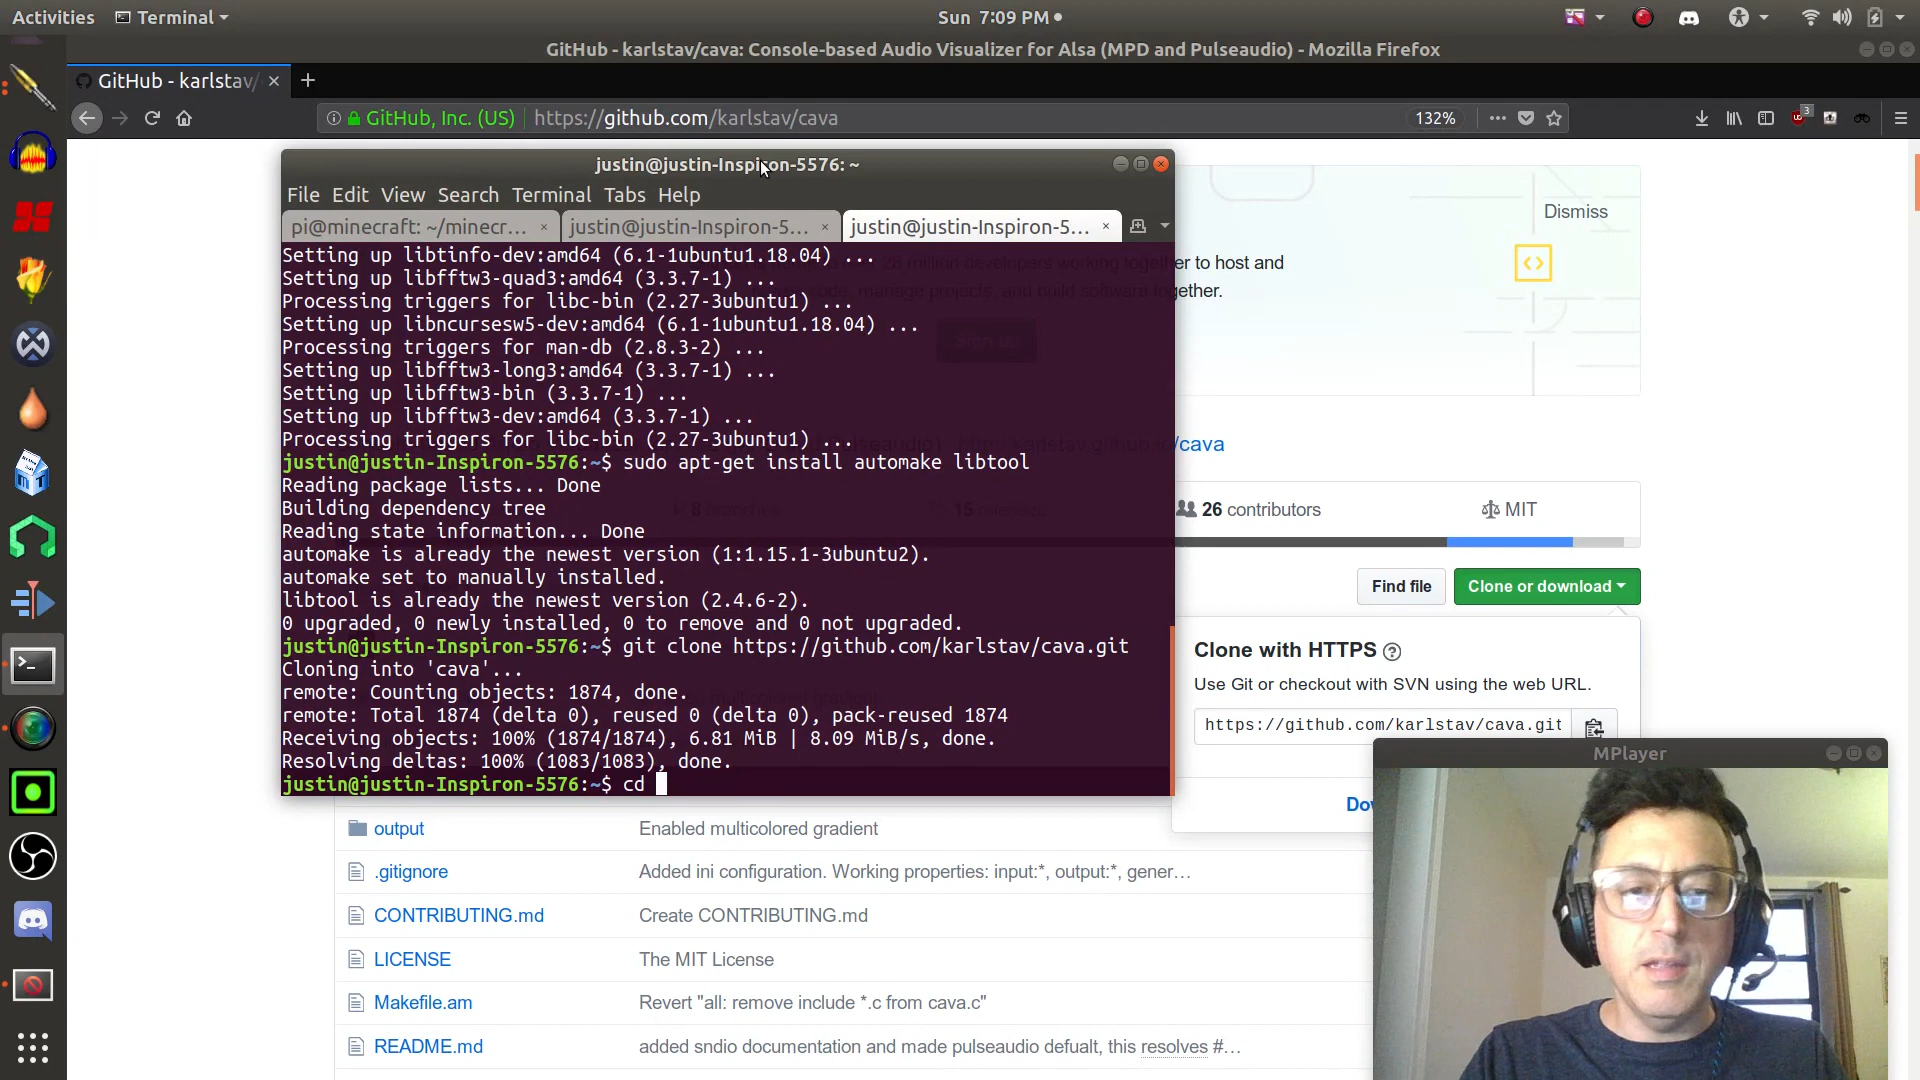 Activities
Terminal
Sun 7:09 PM
GitHub - karlstav/cava: Console-based Audio Visualizer for Alsa (MPD and Pulseaudio) - Mozilla Firefox
GitHub - karlstav/
GitHub, Inc. (US)
https://github.com/karlstav/cava
132%
3
justin@justin-Inspiron-5576: ~
File Edit View Search Terminal Tabs Help
pi@minecraft: ~/minecr...
justin@justin-Inspiron-5...
justin@justin-Inspiron-5...
Dismiss
Setting up libtinfo-dev:amd64 (6.1-1ubuntu1.18.04) ...
er to host and
Setting up libfftw3-quad3:amd64 (3.3.7-1) ...
gether.
Processing triggers for libc-bin (2.27-3ubuntu1) ...
Setting up libncursesw5-dev:amd64 (6.1-1ubuntu1.18.04) ...
Sign up
Processing triggers for man-db (2.8.3-2) ...
Setting up libfftw3-long3:amd64 (3.3.7-1) ...
Setting up libfftw3-bin (3.3.7-1) ...
Setting up libfftw3-dev:amd64 (3.3.7-1) ...
Processing triggers for libc-bin (2.27-3ubuntu1) ...
/cava
justin@justin-Inspiron-5576:~$ sudo apt-get install automake libtool
Reading package lists... Done
Building dependency tree
26 contributors
MIT
Reading state information... Done
automake is already the newest version (1:1.15.1-3ubuntu2).
automake set to manually installed.
Find file
Clone or download
libtool is already the newest version (2.4.6-2).
0 upgraded, 0 newly installed, 0 to remove and 0 not upgraded.
justin@justin-Inspiron-5576:~$ git clone https://github.com/karlstav/cava.git
Clone with HTTPS ?
Cloning into 'cava'...
Use Git or checkout with SVN using the web URL.
remote: Counting objects: 1874, done.
remote: Total 1874 (delta 0), reused 0 (delta 0), pack-reused 1874
https://github.com/karlstav/cava.git
Receiving objects: 100% (1874/1874), 6.81 MiB | 8.09 MiB/s, done.
MPlayer
Resolving deltas: 100% (1083/1083), done.
justin@justin-Inspiron-5576:~$ cd
Dow
output Enabled multicolored gradient
.gitignore Added ini configuration. Working properties: input:*, output:*, gener…
CONTRIBUTING.md Create CONTRIBUTING.md
LICENSE The MIT License
Makefile.am Revert "all: remove include *.c from cava.c"
README.md added sndio documentation and made pulseaudio defualt, this resolves #…